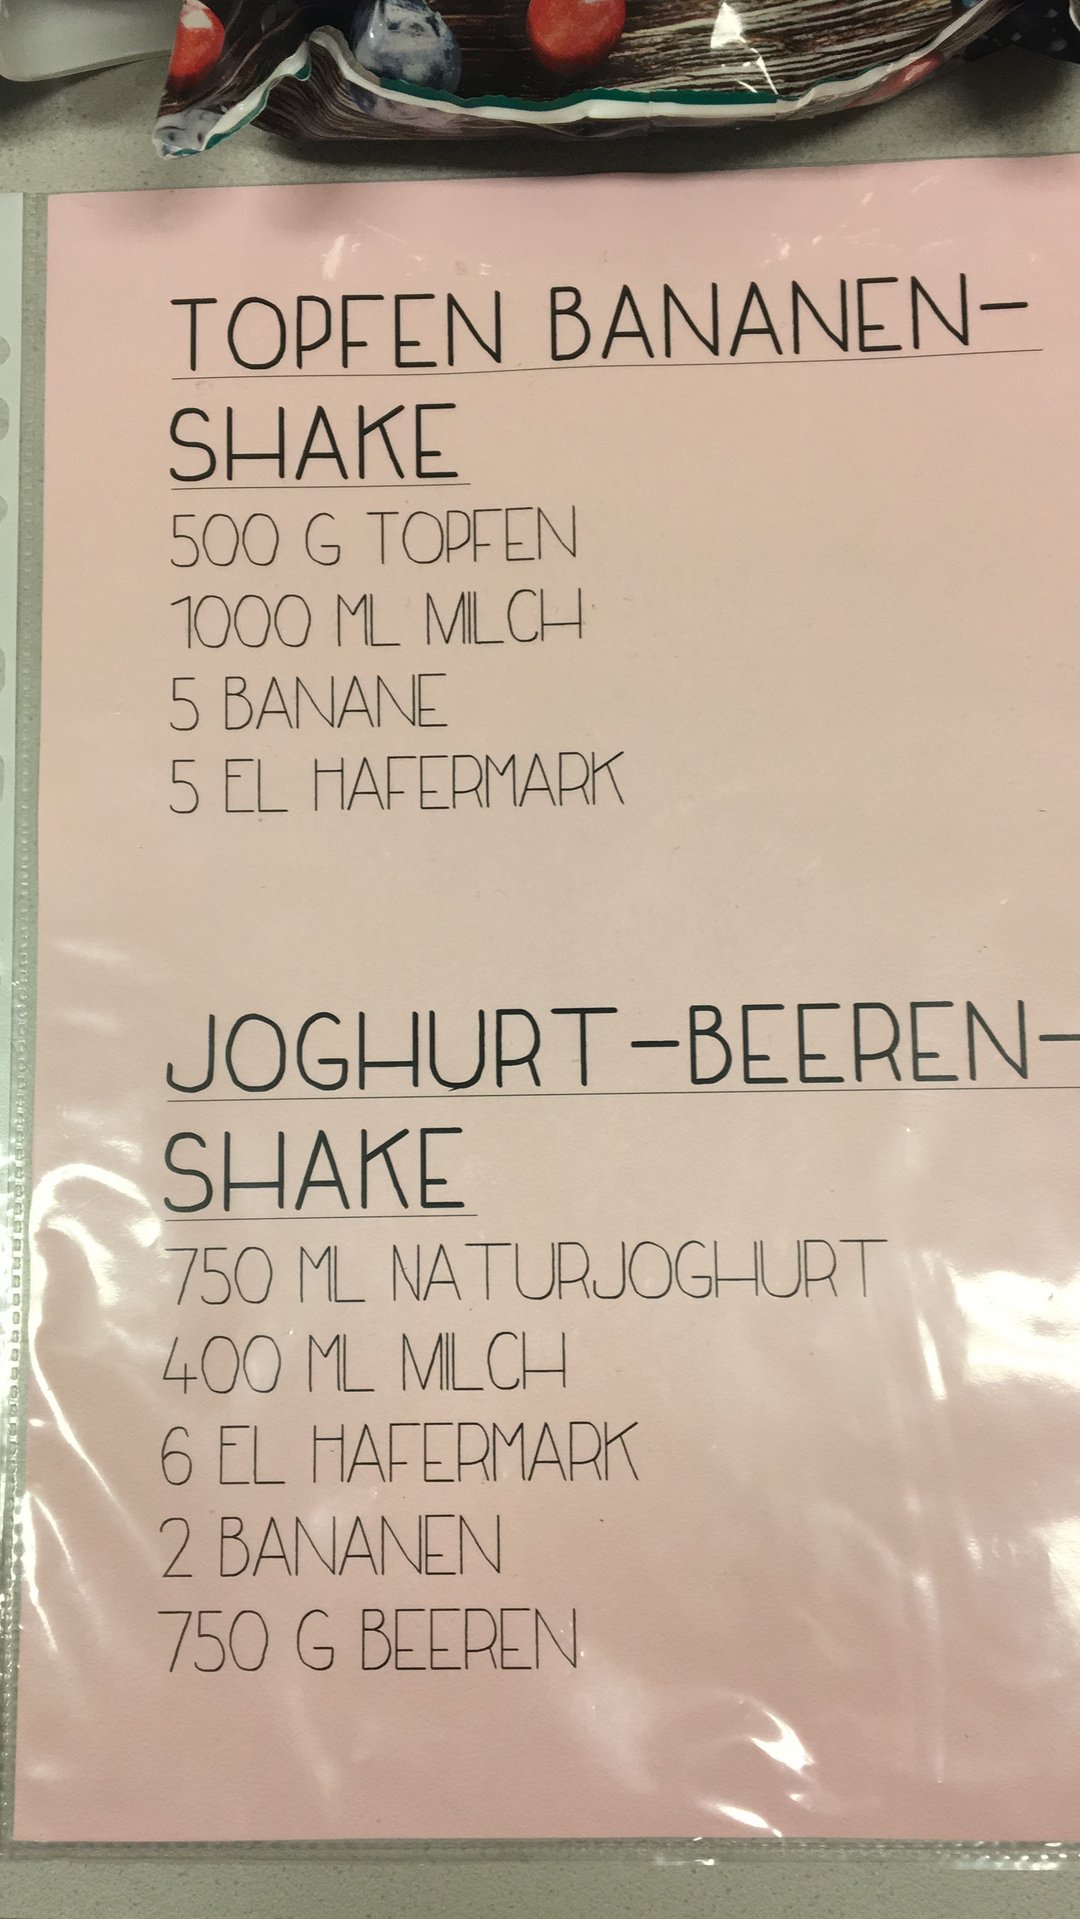 TOPFEN BANANEN-
SHAKE
500 G TOPFEN
1000 ML MILCH
5 BANANE
5 EL HAFERMARK
JOGHURT-BEEREN-
SHAKE
750 ML NATURJOGHURT
400 ML MILCH
6 EL HAFERMARK
2 BANANEN
750 G BEEREN